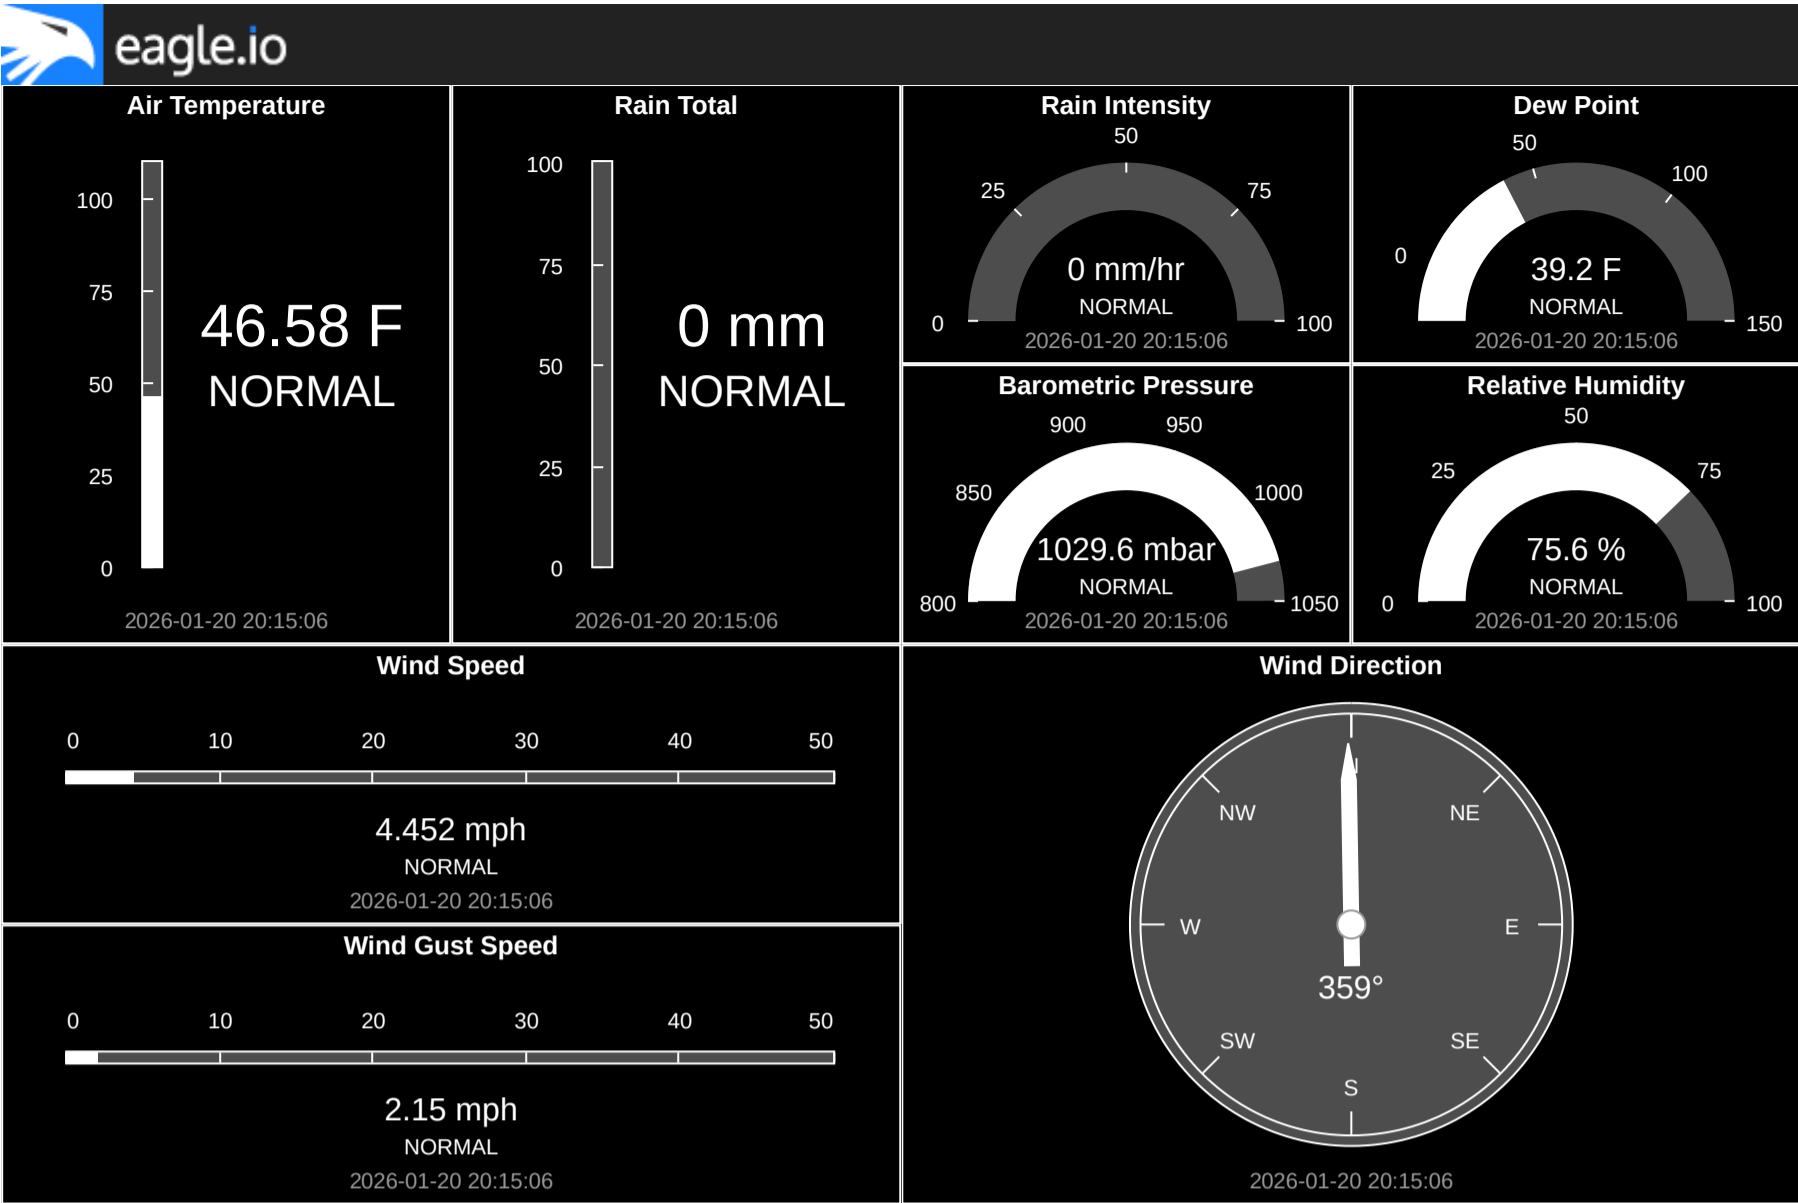 eagle.io
Air Temperature
100
75
50
25
0
46.58 F
NORMAL
2026-01-20 20:15:06
Rain Total
100
75
50
25
0
0 mm
NORMAL
2026-01-20 20:15:06
Rain Intensity
0
25
50
75
100
0 mm/hr
NORMAL
2026-01-20 20:15:06
Dew Point
0
50
100
150
39.2 F
NORMAL
2026-01-20 20:15:06
Barometric Pressure
800
850
900
950
1000
1050
1029.6 mbar
NORMAL
2026-01-20 20:15:06
Relative Humidity
0
25
50
75
100
75.6 %
NORMAL
2026-01-20 20:15:06
Wind Speed
0 10 20 30 40 50
4.452 mph
NORMAL
2026-01-20 20:15:06
Wind Gust Speed
0 10 20 30 40 50
2.15 mph
NORMAL
2026-01-20 20:15:06
Wind Direction
NW
NE
W
E
359°
SW
SE
S
2026-01-20 20:15:06